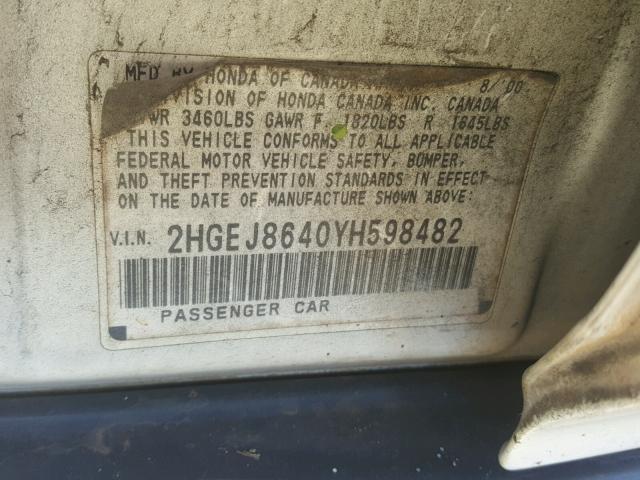 MFD BY HONDA OF CANADA 8/00
VISION OF HONDA CANADA INC. CANADA
WR 3460LBS GAWR F 1820LBS R 1645LBS
THIS VEHICLE CONFORMS TO ALL APPLICABLE
FEDERAL MOTOR VEHICLE SAFETY, BUMPER,
AND THEFT PREVENTION STANDARDS IN EFFECT
ON THE DATE OF MANUFACTURE SHOWN ABOVE:
V.I.N. 2HGEJ8640YH598482
PASSENGER CAR